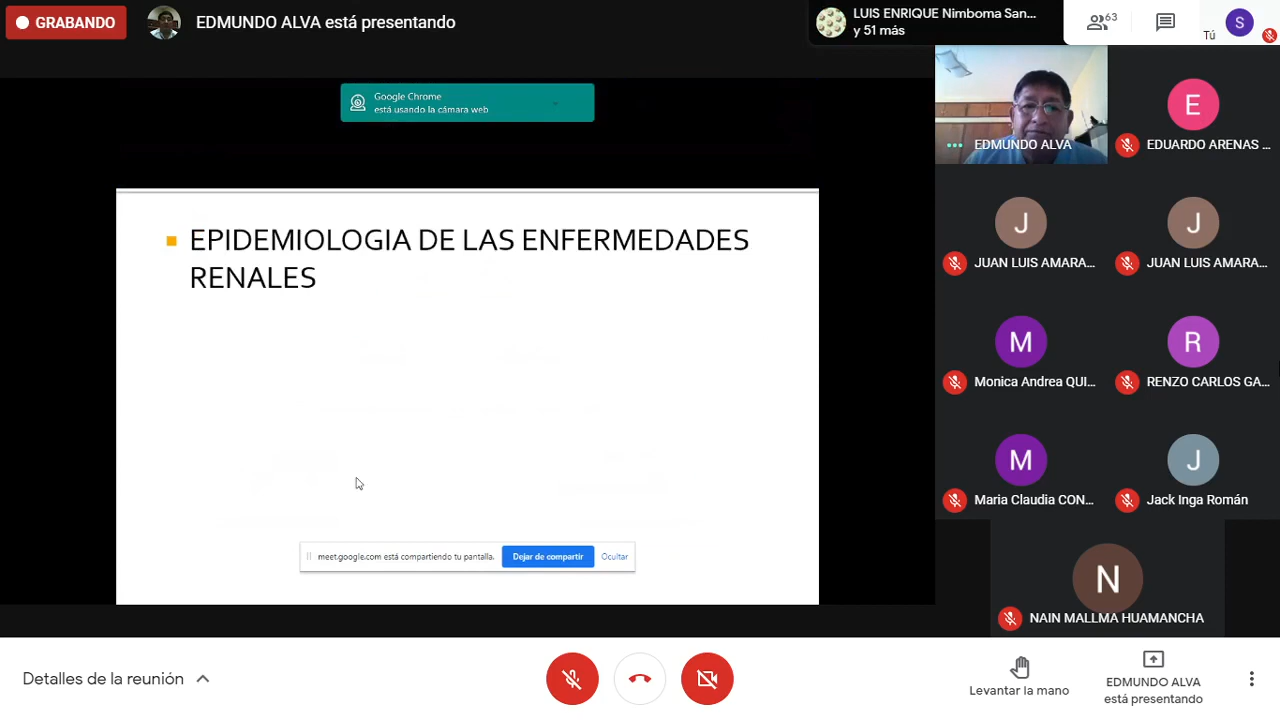 GRABANDO
EDMUNDO ALVA está presentando
LUIS ENRIQUE Nimboma San...
y 51 más
63
Tú
S
Google Chrome
está usando la cámara web
EPIDEMIOLOGIA DE LAS ENFERMEDADES
RENALES
meet.google.com está compartiendo tu pantalla.
Dejar de compartir
Ocultar
EDMUNDO ALVA
E
EDUARDO ARENAS ...
J
JUAN LUIS AMARA...
J
JUAN LUIS AMARA...
M
Monica Andrea QUI...
R
RENZO CARLOS GA...
M
Maria Claudia CON...
J
Jack Inga Román
N
NAIN MALLMA HUAMANCHA
Detalles de la reunión
Levantar la mano
EDMUNDO ALVA
está presentando